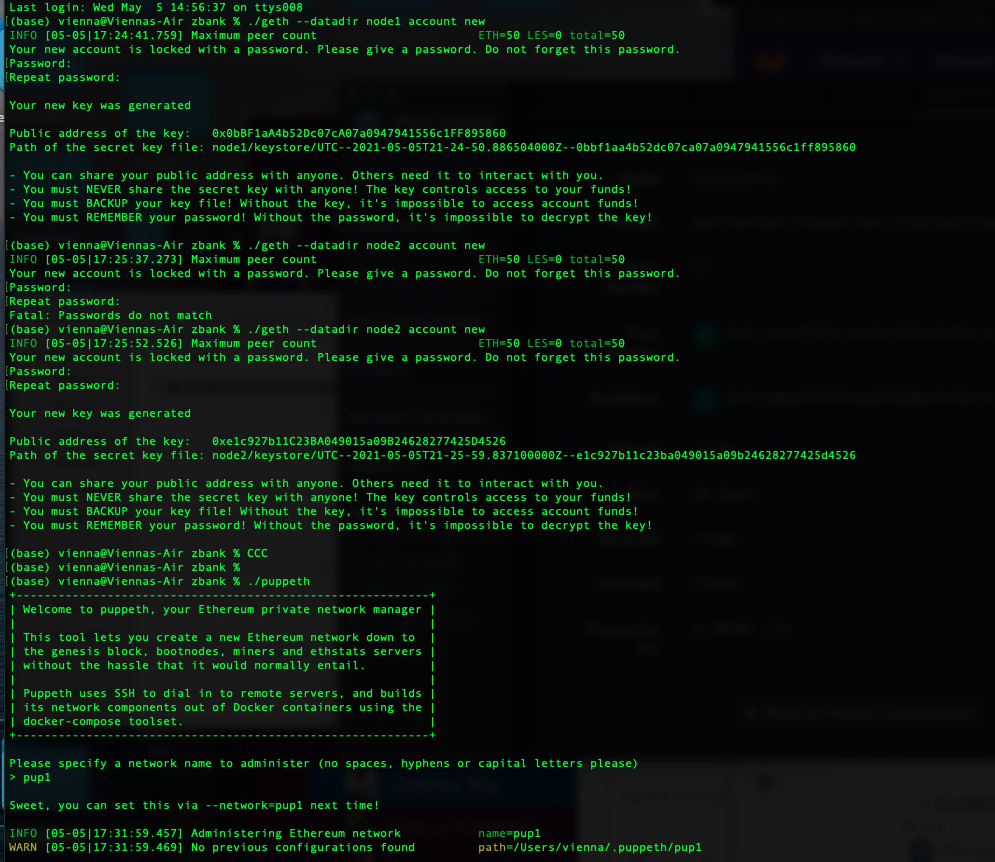 Last login: Wed May  5 14:56:37 on ttys008
[(base) vienna@Viennas-Air zbank % ./geth --datadir node1 account new
INFO [05-05|17:24:41.759] Maximum peer count                       ETH=50 LES=0 total=50
Your new account is locked with a password. Please give a password. Do not forget this password.
[Password:
[Repeat password:
Your new key was generated
Public address of the key:   0x0bBF1aA4b52Dc07cA07a0947941556c1FF895860
Path of the secret key file: node1/keystore/UTC--2021-05-05T21-24-50.886504000Z--0bbf1aa4b52dc07ca07a0947941556c1ff895860
- You can share your public address with anyone. Others need it to interact with you.
- You must NEVER share the secret key with anyone! The key controls access to your funds!
- You must BACKUP your key file! Without the key, it's impossible to access account funds!
- You must REMEMBER your password! Without the password, it's impossible to decrypt the key!
[(base) vienna@Viennas-Air zbank % ./geth --datadir node2 account new
INFO [05-05|17:25:37.273] Maximum peer count                       ETH=50 LES=0 total=50
Your new account is locked with a password. Please give a password. Do not forget this password.
[Password:
[Repeat password:
Fatal: Passwords do not match
[(base) vienna@Viennas-Air zbank % ./geth --datadir node2 account new
INFO [05-05|17:25:52.526] Maximum peer count                       ETH=50 LES=0 total=50
Your new account is locked with a password. Please give a password. Do not forget this password.
[Password:
[Repeat password:
Your new key was generated
Public address of the key:   0xe1c927b11C23BA049015a09B24628277425D4526
Path of the secret key file: node2/keystore/UTC--2021-05-05T21-25-59.837100000Z--e1c927b11c23ba049015a09b24628277425d4526
- You can share your public address with anyone. Others need it to interact with you.
- You must NEVER share the secret key with anyone! The key controls access to your funds!
- You must BACKUP your key file! Without the key, it's impossible to access account funds!
- You must REMEMBER your password! Without the password, it's impossible to decrypt the key!
[(base) vienna@Viennas-Air zbank % CCC
[(base) vienna@Viennas-Air zbank %
[(base) vienna@Viennas-Air zbank % ./puppeth
+-----------------------------------------------------------+
| Welcome to puppeth, your Ethereum private network manager |
|                                                           |
| This tool lets you create a new Ethereum network down to  |
| the genesis block, bootnodes, miners and ethstats servers |
| without the hassle that it would normally entail.         |
|                                                           |
| Puppeth uses SSH to dial in to remote servers, and builds |
| its network components out of Docker containers using the |
| docker-compose toolset.                                   |
+-----------------------------------------------------------+
Please specify a network name to administer (no spaces, hyphens or capital letters please)
> pup1
Sweet, you can set this via --network=pup1 next time!
INFO [05-05|17:31:59.457] Administering Ethereum network           name=pup1
WARN [05-05|17:31:59.469] No previous configurations found         path=/Users/vienna/.puppeth/pup1